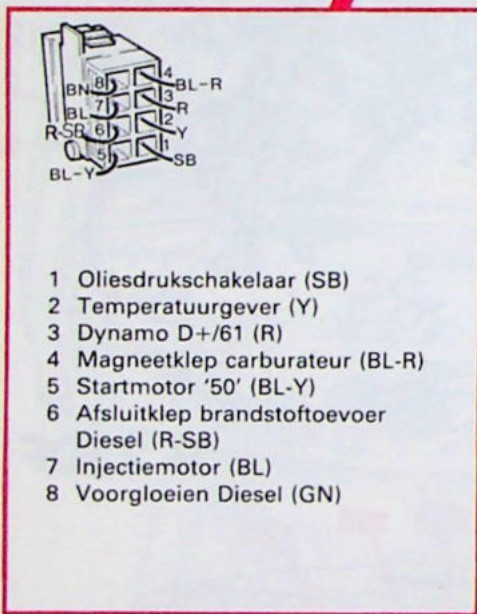 8
BN
4
BL-R
7
BL
3
R
R-SB
6
2
Y
5
BL-Y
1
SB
1 Oliesdrukschakelaar (SB)
2 Temperatuurgever (Y)
3 Dynamo D+/61 (R)
4 Magneetklep carburateur (BL-R)
5 Startmotor '50' (BL-Y)
6 Afsluitklep brandstoftoevoer
Diesel (R-SB)
7 Injectiemotor (BL)
8 Voorgloeien Diesel (GN)